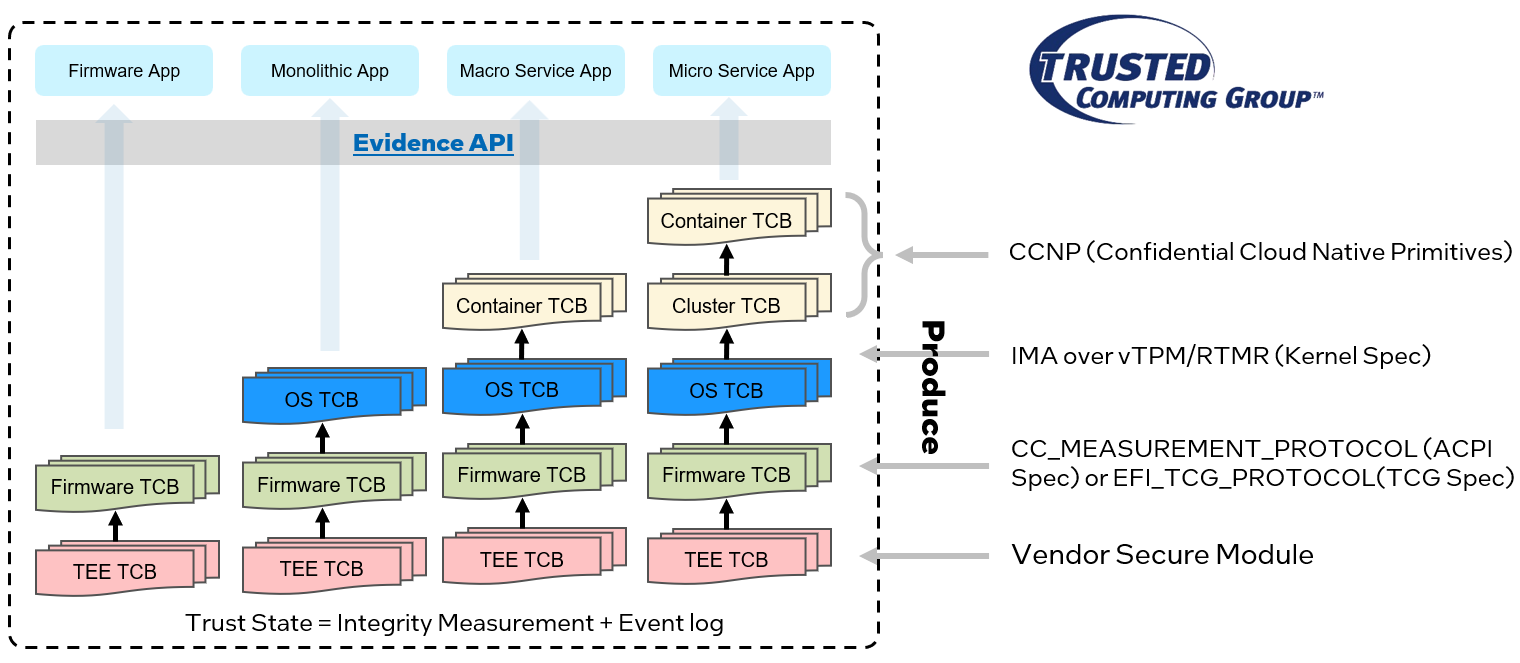 Firmware App
Monolithic App
Macro Service App
Micro Service App
TRUSTED
COMPUTING GROUP™
Evidence API
Container TCB
CCNP (Confidential Cloud Native Primitives)
Container TCB
Cluster TCB
Produce
IMA over vTPM/RTMR (Kernel Spec)
OS TCB
OS TCB
OS TCB
CC_MEASUREMENT_PROTOCOL (ACPI
Spec) or EFI_TCG_PROTOCOL(TCG Spec)
Firmware TCB
Firmware TCB
Firmware TCB
Firmware TCB
Vendor Secure Module
TEE TCB
TEE TCB
TEE TCB
TEE TCB
Trust State = Integrity Measurement + Event log